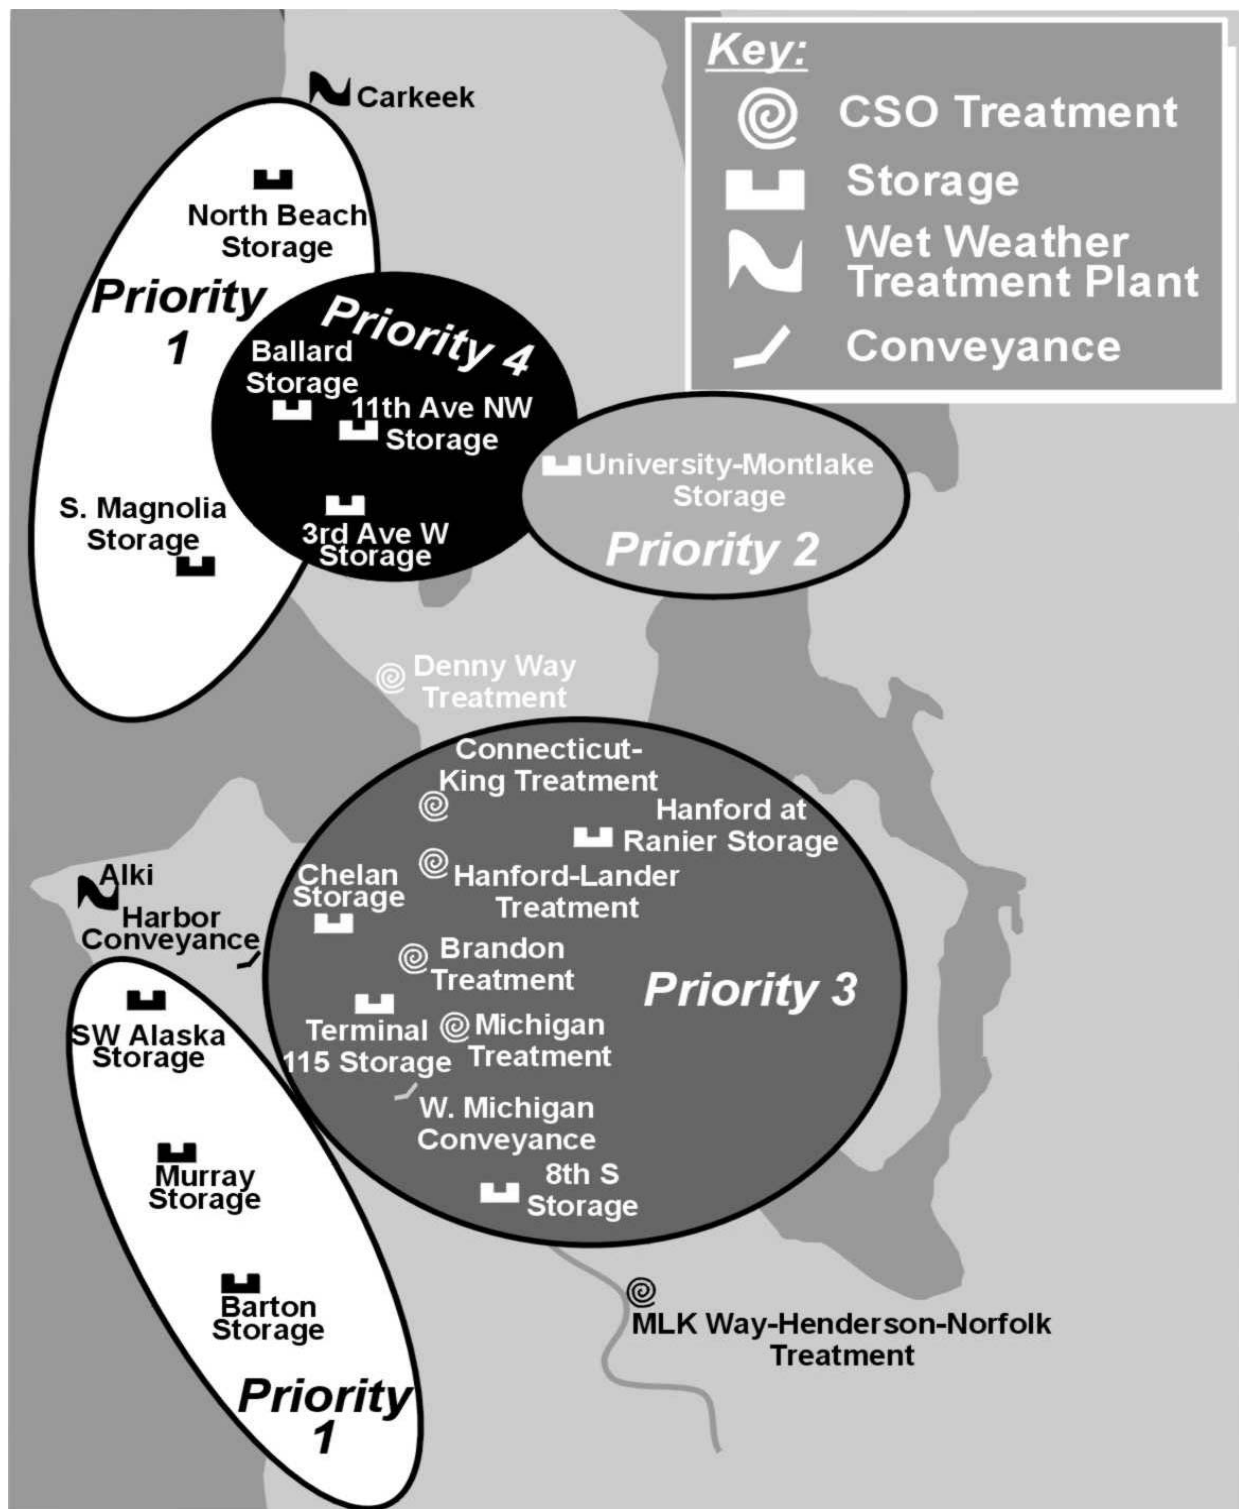 Key:
CSO Treatment
Storage
Wet Weather
Treatment Plant
Conveyance
Carkeek
North Beach
Storage
Priority
1
Priority 4
Ballard
Storage
11th Ave NW
Storage
S. Magnolia
Storage
3rd Ave W
Storage
University-Montlake
Storage
Priority 2
Denny Way
Treatment
Connecticut-
King Treatment
Hanford at
Ranier Storage
Alki
Harbor
Conveyance
Chelan
Storage
Hanford-Lander
Treatment
Brandon
Treatment
Priority 3
SW Alaska
Storage
Terminal
115 Storage
Michigan
Treatment
W. Michigan
Conveyance
Murray
Storage
8th S
Storage
Barton
Storage
MLK Way-Henderson-Norfolk
Treatment
Priority
1